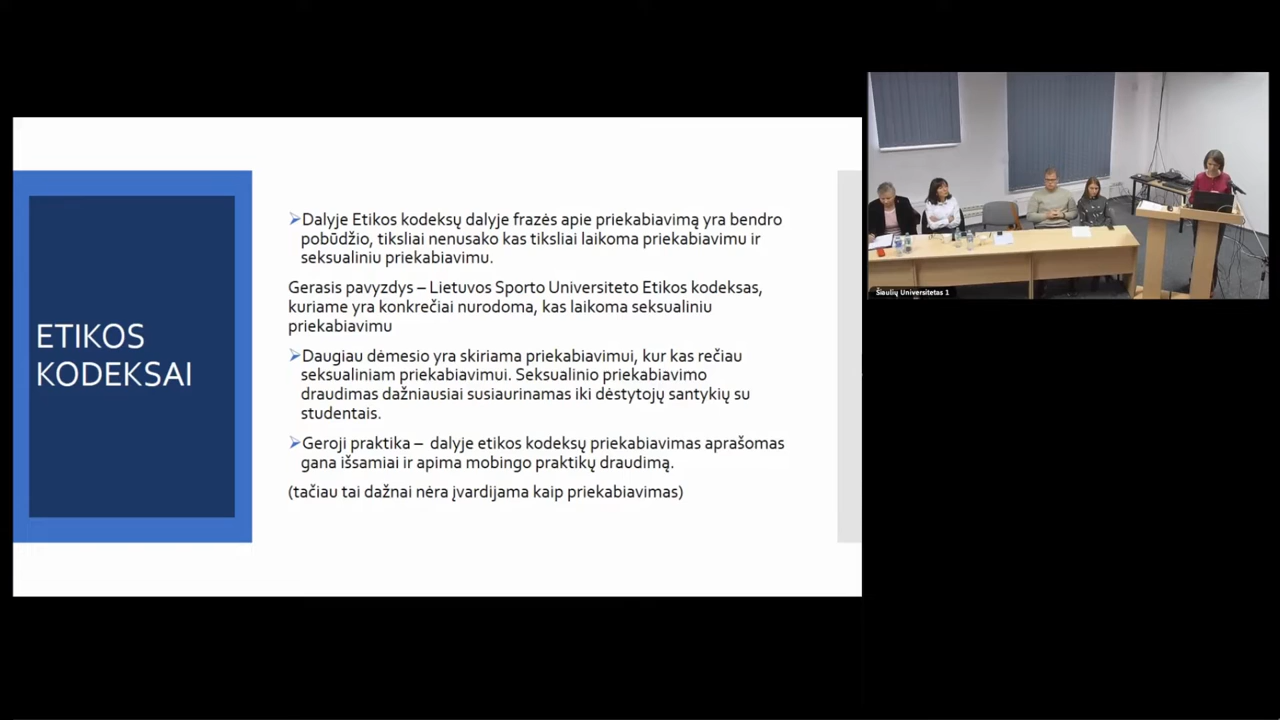 ETIKOS
KODEKSAI
➢Dalyje Etikos kodeksų dalyje frazės apie priekabiavimą yra bendro
pobūdžio, tiksliai nenusako kas tiksliai laikoma priekabiavimu ir
seksualiniu priekabiavimu.
Gerasis pavyzdys – Lietuvos Sporto Universiteto Etikos kodeksas,
kuriame yra konkrečiai nurodoma, kas laikoma seksualiniu
priekabiavimu
➢Daugiau dėmesio yra skiriama priekabiavimui, kur kas rečiau
seksualiniam priekabiavimui. Seksualinio priekabiavimo
draudimas dažniausiai susiaurinamas iki dėstytojų santykių su
studentais.
➢Geroji praktika – dalyje etikos kodeksų priekabiavimas aprašomas
gana išsamiai ir apima mobingo praktikų draudimą.
(tačiau tai dažnai nėra įvardijama kaip priekabiavimas)
Šiaulių Universitetas 1